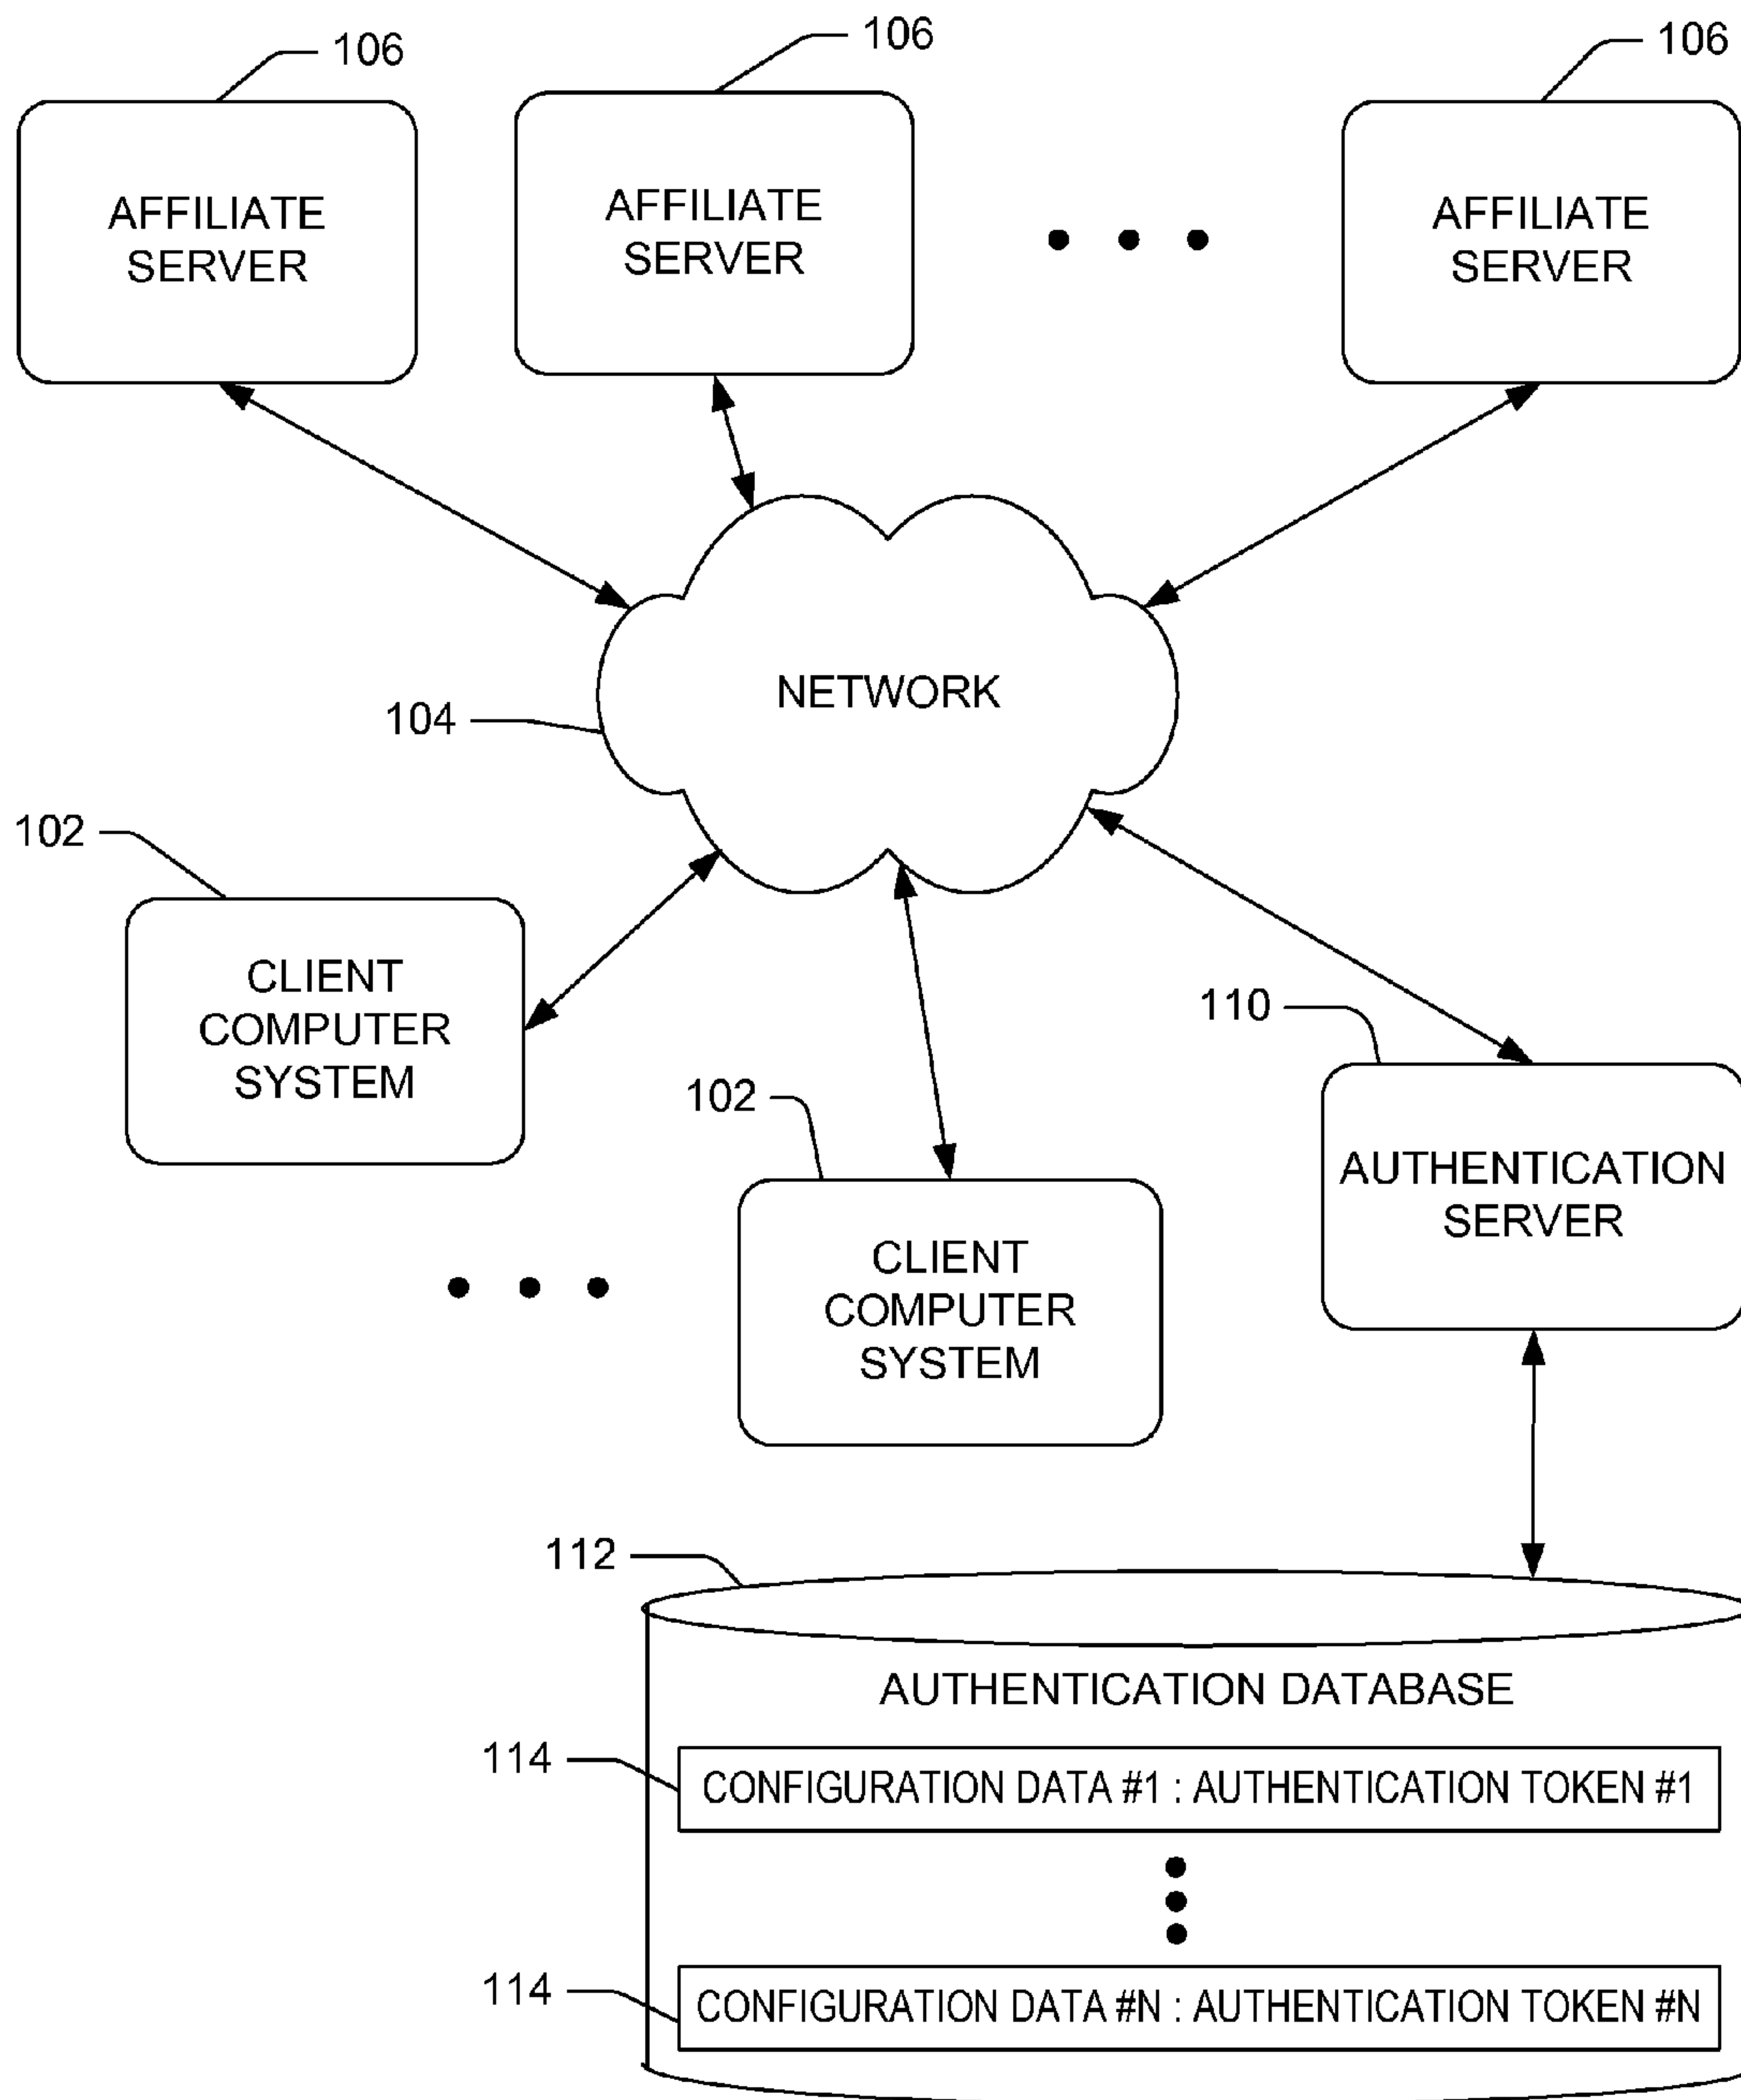 106
106
106
AFFILIATE
SERVER
AFFILIATE
SERVER
AFFILIATE
SERVER
NETWORK
104
102
CLIENT
COMPUTER
SYSTEM
110
102
AUTHENTICATION
SERVER
CLIENT
COMPUTER
SYSTEM
112
AUTHENTICATION DATABASE
114
CONFIGURATION DATA #1 : AUTHENTICATION TOKEN #1
114
CONFIGURATION DATA #N : AUTHENTICATION TOKEN #N